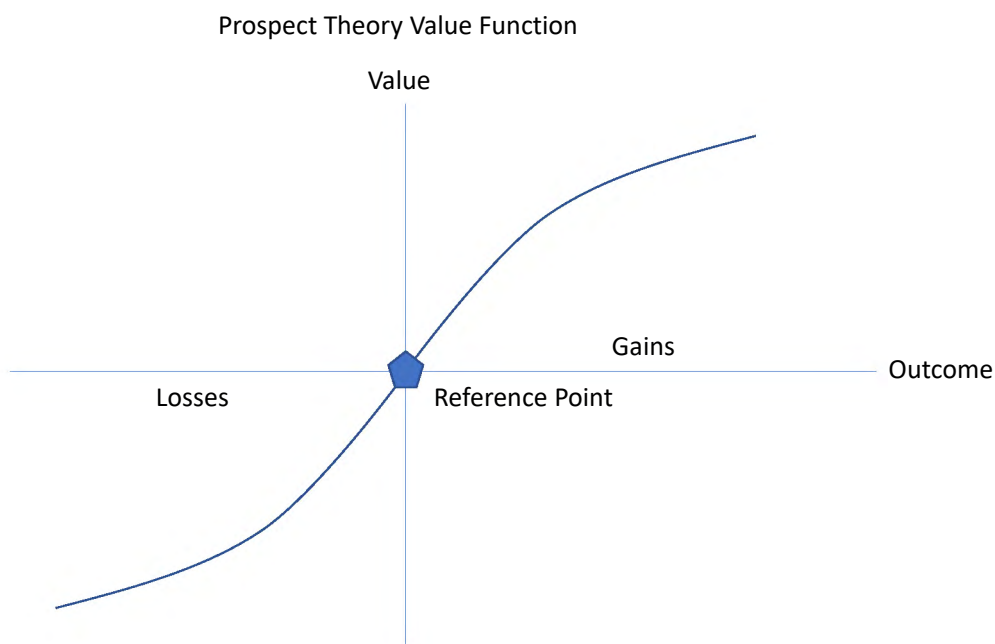 Prospect Theory Value Function
Value
Gains
Outcome
Losses
Reference Point